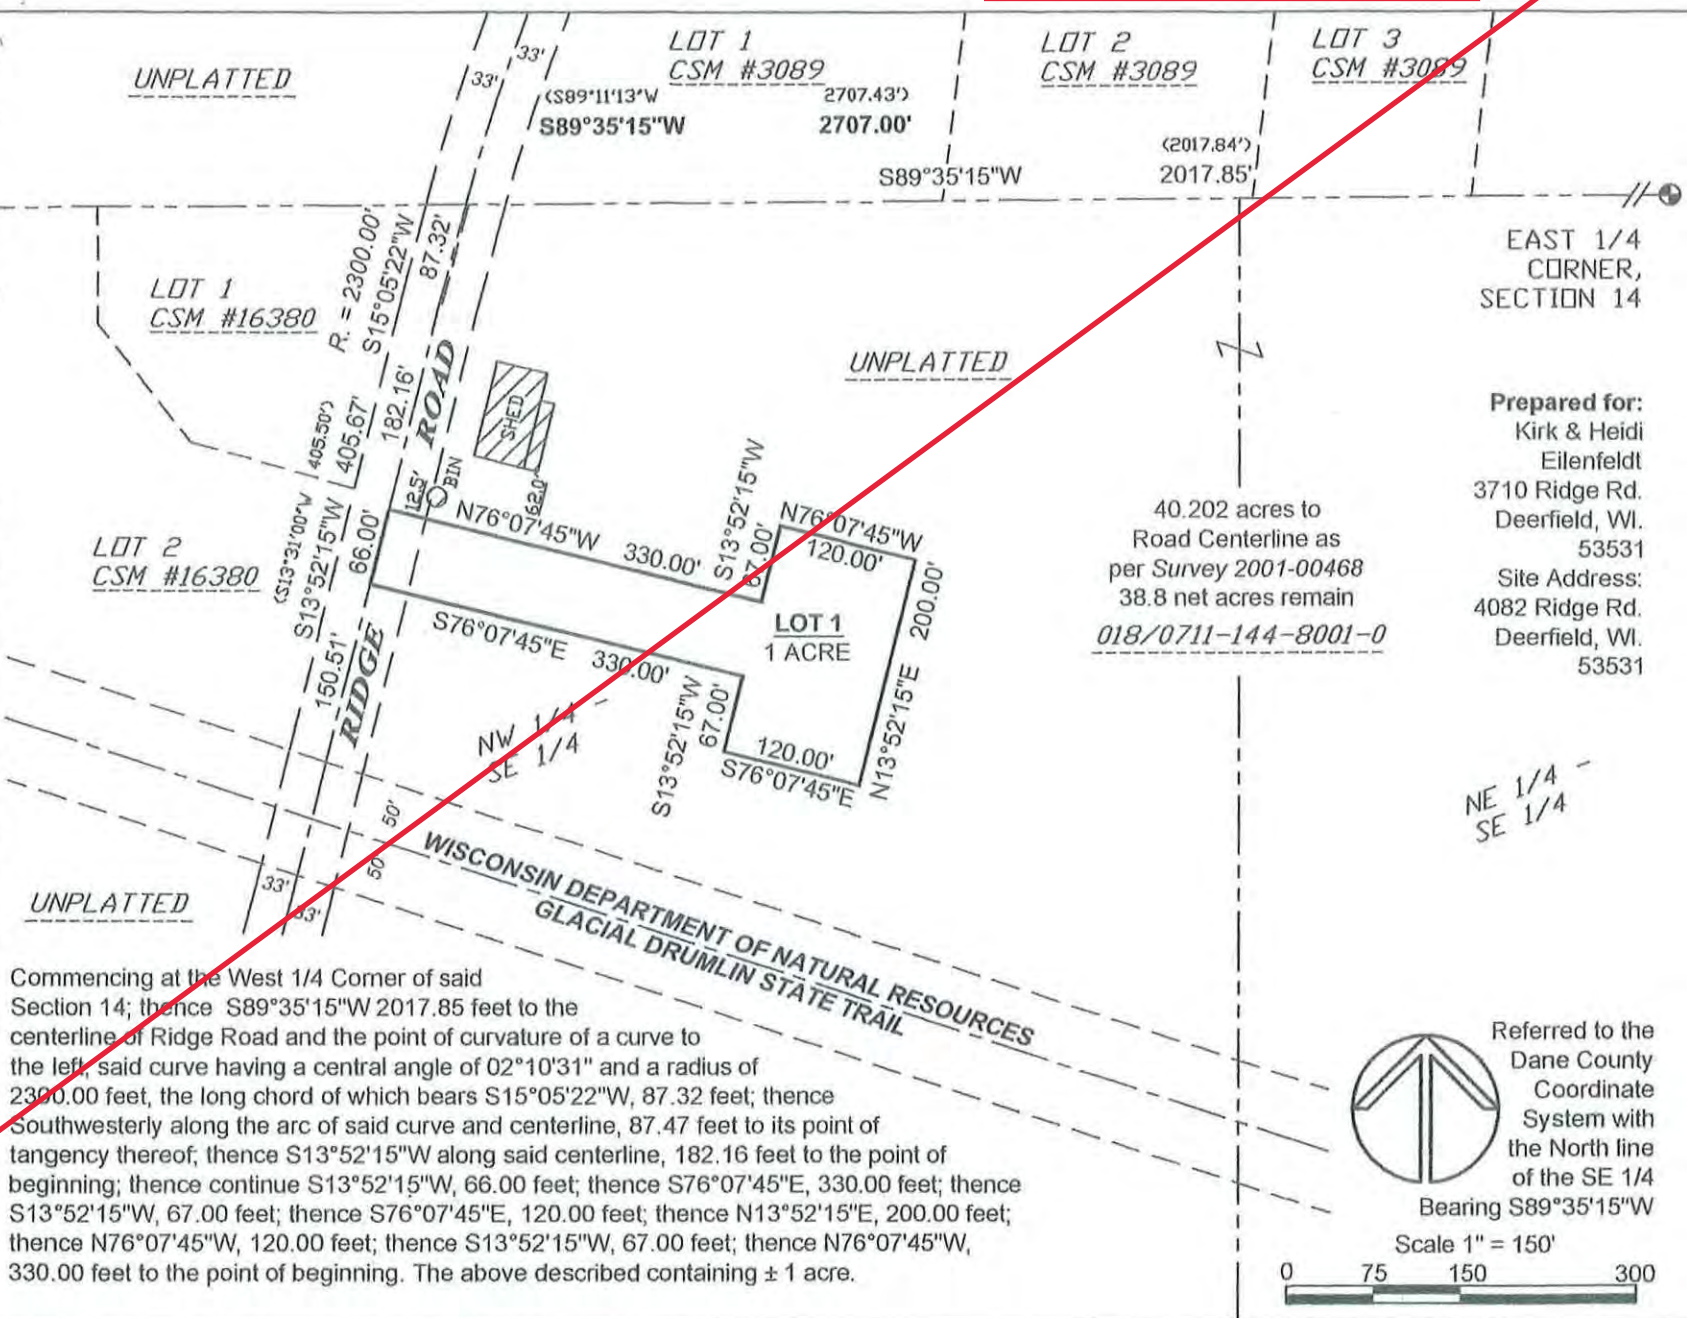 UNPLATTED
33'
33'
LOT 1
CSM #3089
(S89°11'13"W 2707.43')
S89°35'15"W 2707.00'
LOT 2
CSM #3089
LOT 3
CSM #3089
(2017.84')
S89°35'15"W 2017.85'
EAST 1/4
CORNER,
SECTION 14
LOT 1
CSM #16380
R. = 2300.00'
S15°05'22"W
87.32'
UNPLATTED
182.16'
ROAD
SHED
(S13°31'00"W 405.50')
S13°52'15"W 405.67'
12.5'
BIN
62.0'
66.00'
N76°07'45"W 330.00'
S13°52'15"W
67.00'
N76°07'45"W
120.00'
200.00'
N13°52'15"E
LOT 1
1 ACRE
LOT 2
CSM #16380
S76°07'45"E 330.00'
S13°52'15"W
67.00'
120.00'
S76°07'45"E
150.51'
RIDGE
NW 1/4 -
SE 1/4
40.202 acres to
Road Centerline as
per Survey 2001-00468
38.8 net acres remain
018/0711-144-8001-0
Prepared for:
Kirk & Heidi
Eilenfeldt
3710 Ridge Rd.
Deerfield, WI.
53531
Site Address:
4082 Ridge Rd.
Deerfield, WI.
53531
NE 1/4 -
SE 1/4
50'
50'
33'
33'
UNPLATTED
WISCONSIN DEPARTMENT OF NATURAL RESOURCES
GLACIAL DRUMLIN STATE TRAIL
Commencing at the West 1/4 Corner of said
Section 14; thence S89°35'15"W 2017.85 feet to the
centerline of Ridge Road and the point of curvature of a curve to
the left, said curve having a central angle of 02°10'31" and a radius of
2300.00 feet, the long chord of which bears S15°05'22"W, 87.32 feet; thence
Southwesterly along the arc of said curve and centerline, 87.47 feet to its point of
tangency thereof; thence S13°52'15"W along said centerline, 182.16 feet to the point of
beginning; thence continue S13°52'15"W, 66.00 feet; thence S76°07'45"E, 330.00 feet; thence
S13°52'15"W, 67.00 feet; thence S76°07'45"E, 120.00 feet; thence N13°52'15"E, 200.00 feet;
thence N76°07'45"W, 120.00 feet; thence S13°52'15"W, 67.00 feet; thence N76°07'45"W,
330.00 feet to the point of beginning. The above described containing ± 1 acre.
Referred to the
Dane County
Coordinate
System with
the North line
of the SE 1/4
Bearing S89°35'15"W
Scale 1" = 150'
0 75 150 300